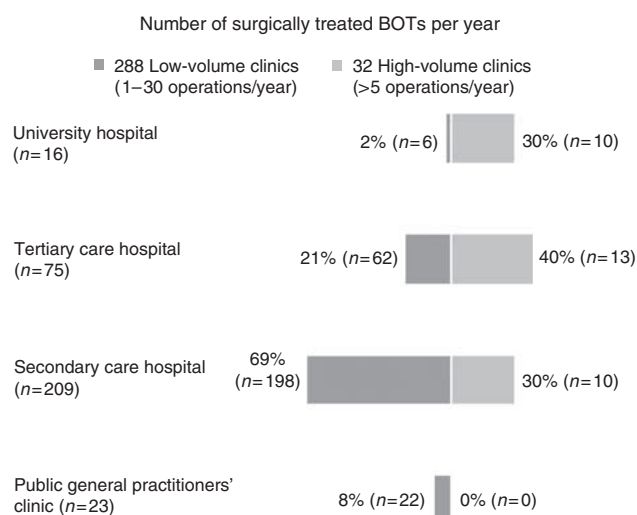 Number of surgically treated BOTs per year
288 Low-volume clinics
(1–30 operations/year)
32 High-volume clinics
(>5 operations/year)
University hospital
(n=16)
2% (n=6)
30% (n=10)
Tertiary care hospital
(n=75)
21% (n=62)
40% (n=13)
Secondary care hospital
(n=209)
69%
(n=198)
30% (n=10)
Public general practitioners'
clinic (n=23)
8% (n=22)
0% (n=0)